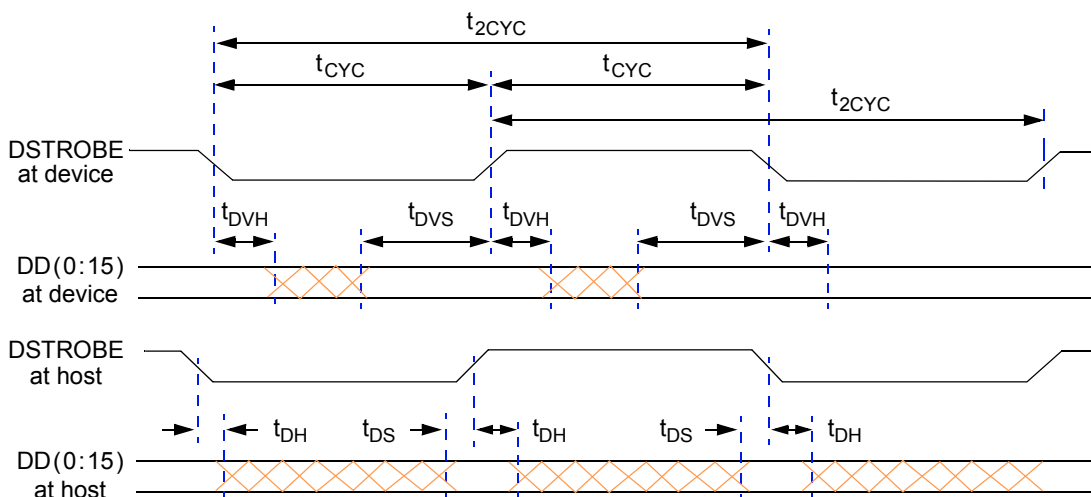 t2CYC
tCYC tCYC
t2CYC
DSTROBE
at device
tDVH tDVS tDVH tDVS tDVH
DD(0:15)
at device
DSTROBE
at host
tDH tDS tDH tDS tDH
DD(0:15)
at host